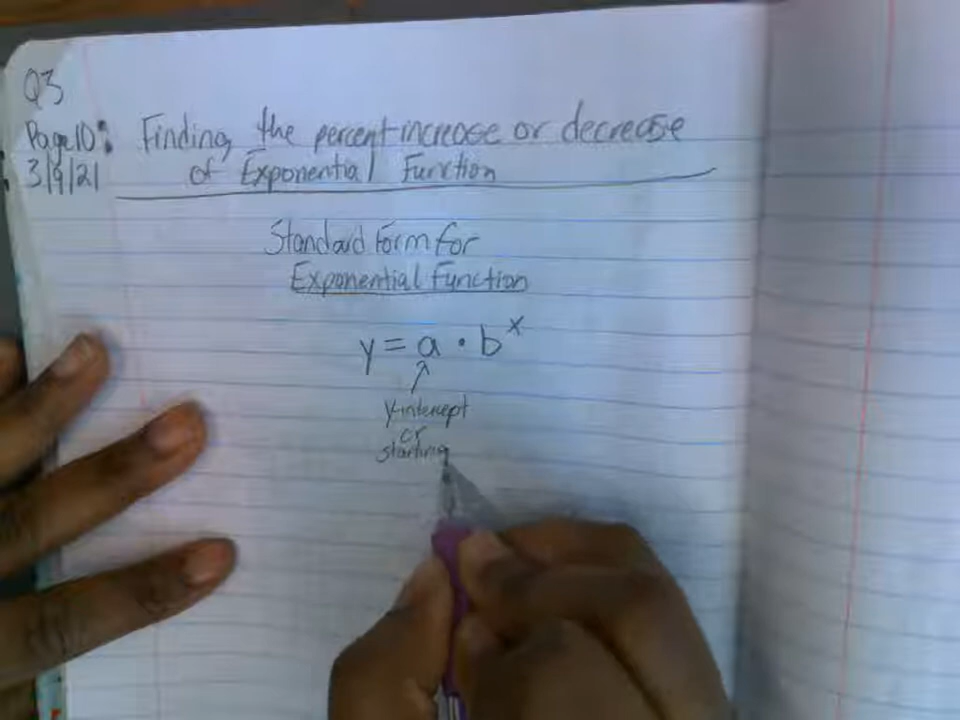 Q3
Page 10: Finding the percent increase or decrease
3/9/21 of Exponential Function
Standard Form for
Exponential Function
y = a · b^x
y-intercept
or
starting